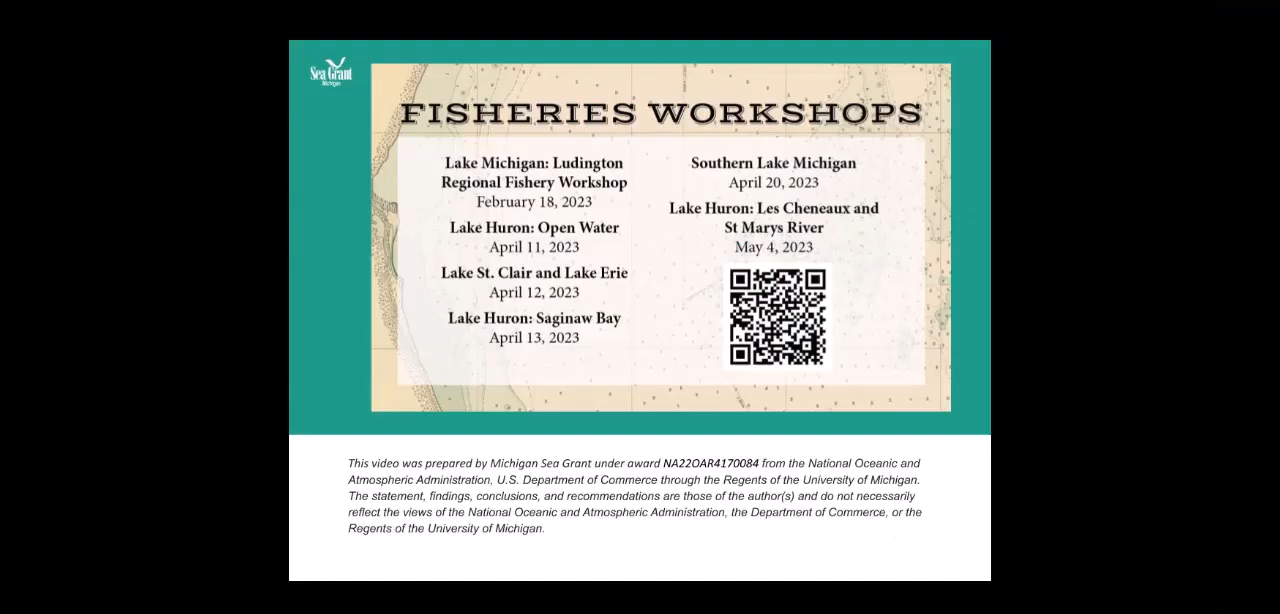 Sea Grant
Michigan
FISHERIES WORKSHOPS
Lake Michigan: Ludington
Regional Fishery Workshop
February 18, 2023
Lake Huron: Open Water
April 11, 2023
Lake St. Clair and Lake Erie
April 12, 2023
Lake Huron: Saginaw Bay
April 13, 2023
Southern Lake Michigan
April 20, 2023
Lake Huron: Les Cheneaux and
St Marys River
May 4, 2023
This video was prepared by Michigan Sea Grant under award NA22OAR4170084 from the National Oceanic and
Atmospheric Administration, U.S. Department of Commerce through the Regents of the University of Michigan.
The statement, findings, conclusions, and recommendations are those of the author(s) and do not necessarily
reflect the views of the National Oceanic and Atmospheric Administration, the Department of Commerce, or the
Regents of the University of Michigan.